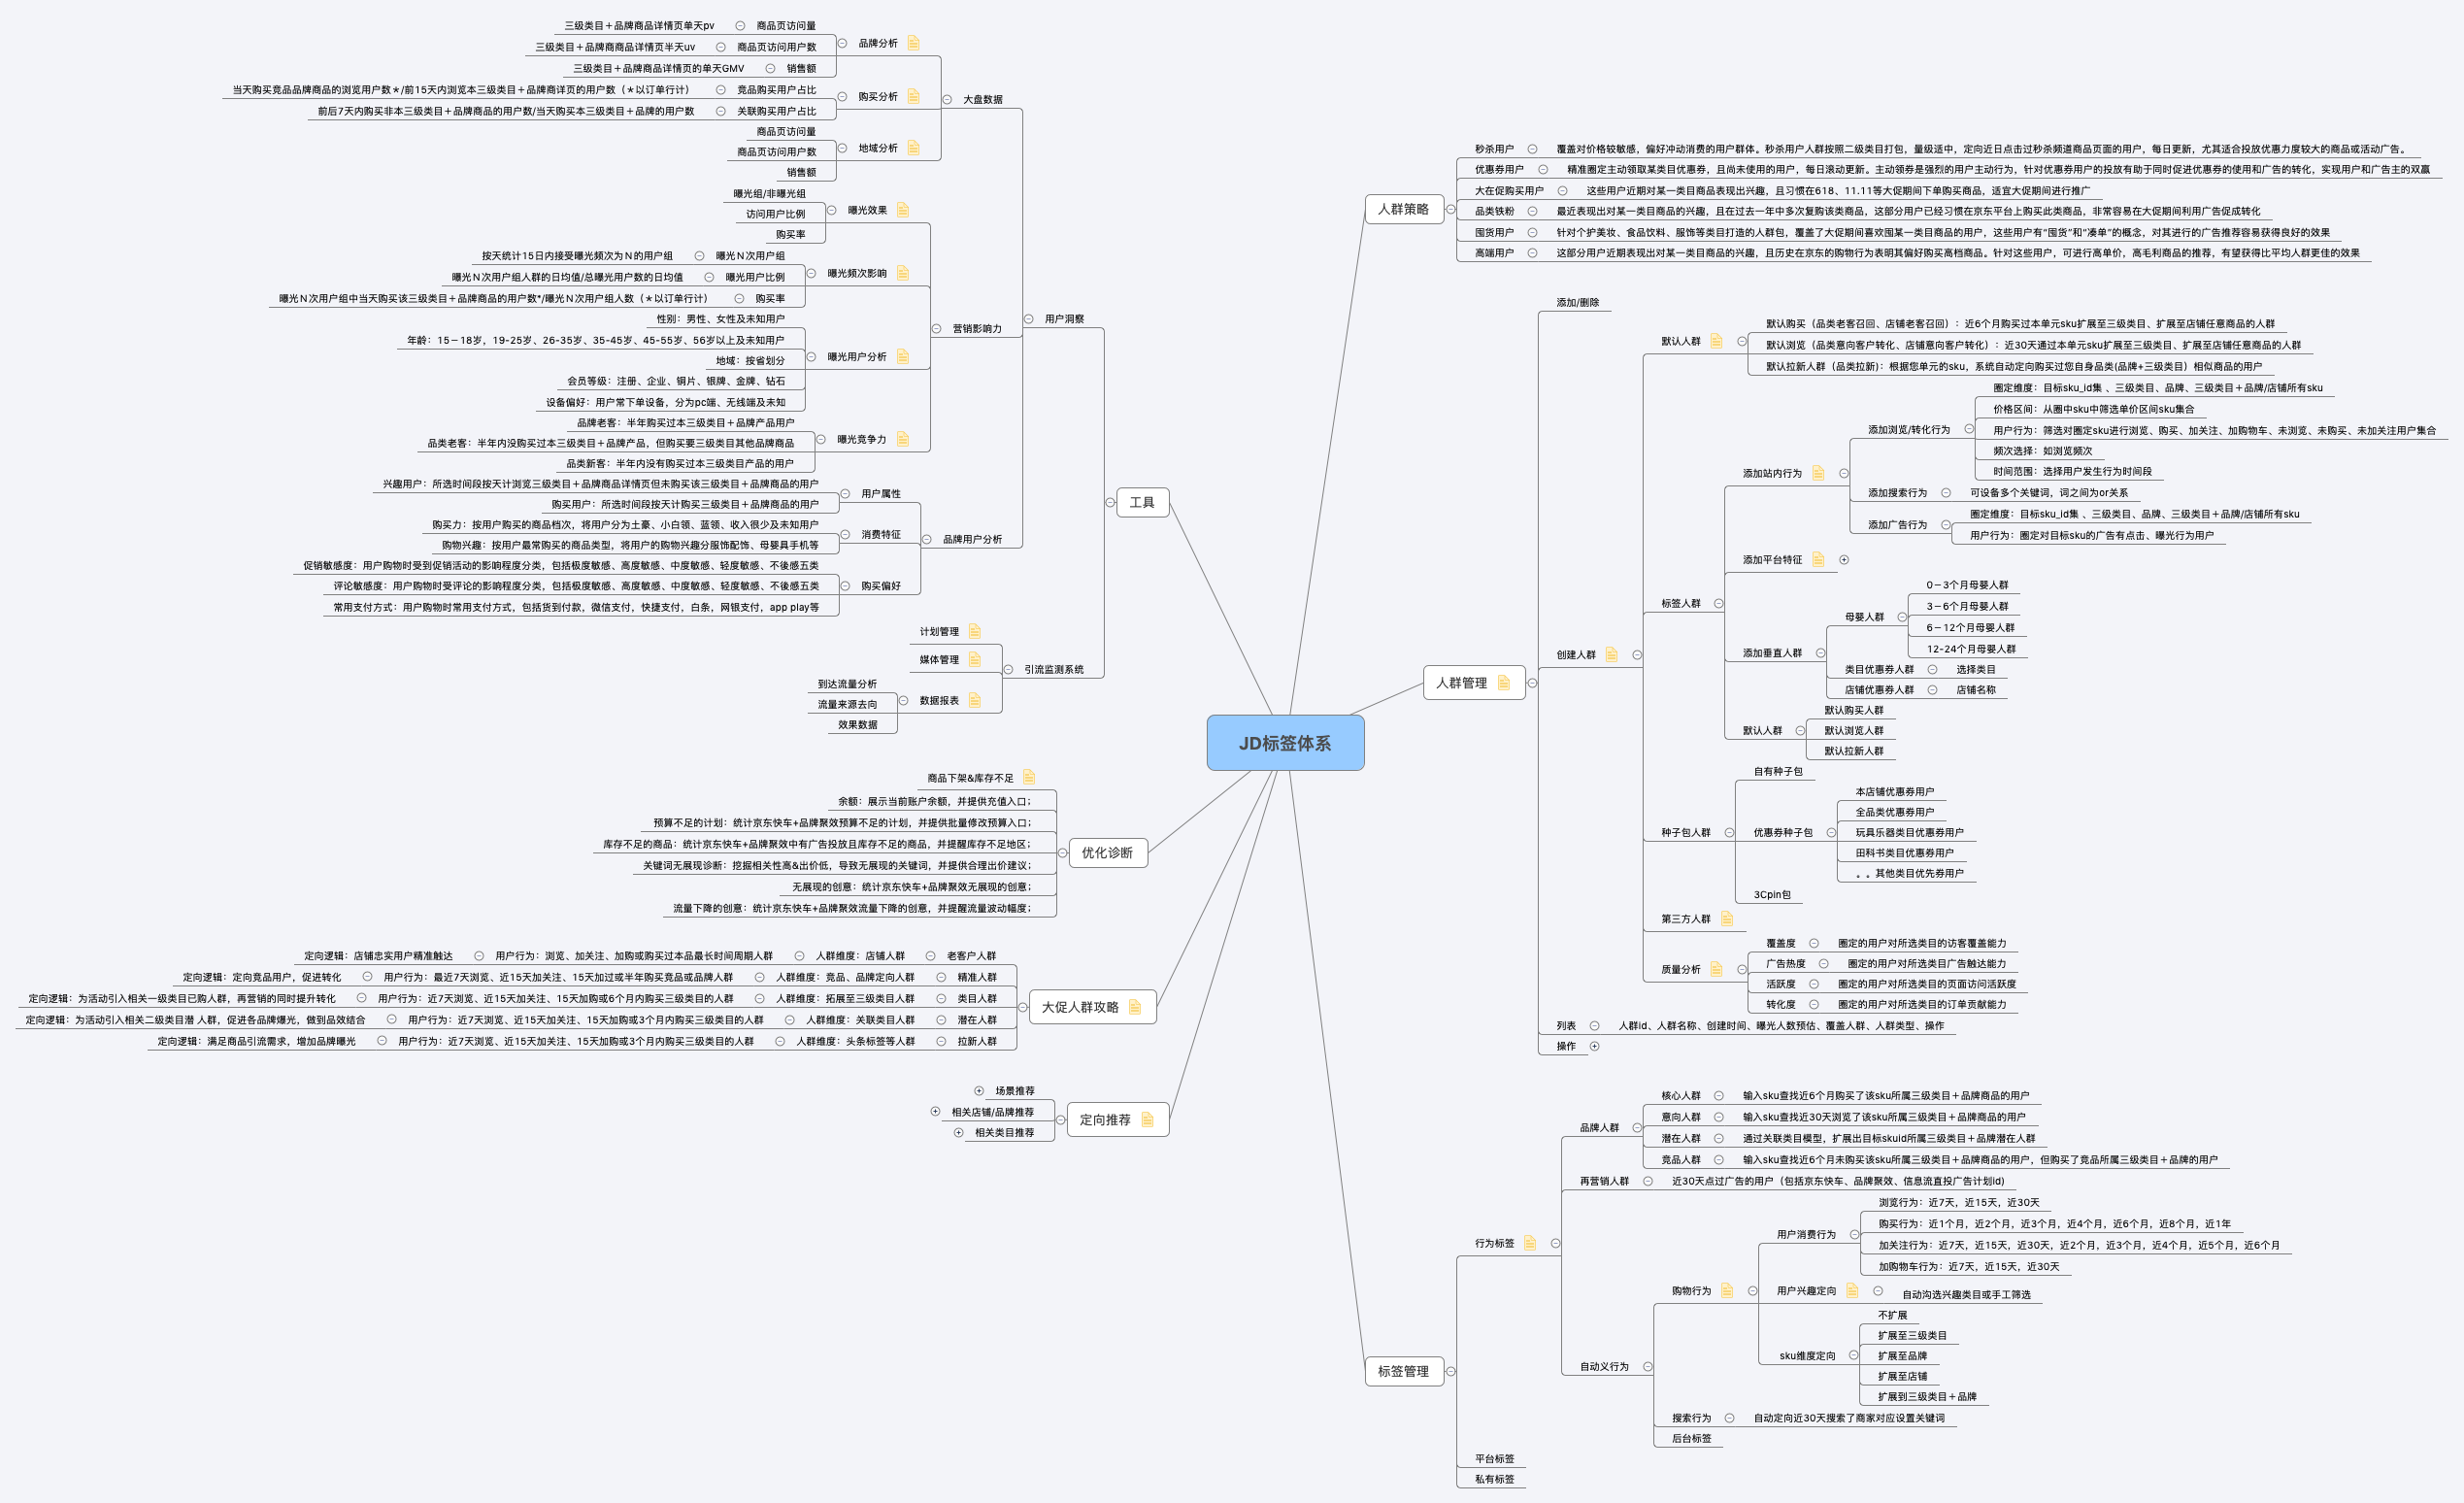 JD标签体系
人群策略
秒杀用户
覆盖对价格较敏感，偏好冲动消费的用户群体。秒杀用户人群按照二级类目打包，量级适中，定向近日点击过秒杀频道商品页面的用户，每日更新，尤其适合投放优惠力度较大的商品或活动广告。
优惠券用户
精准圈定主动领取某类目优惠券，且尚未使用的用户，每日滚动更新。主动领券是强烈的用户主动行为，针对优惠券用户的投放有助于同时促进优惠券的使用和广告的转化，实现用户和广告主的双赢
大在促购买用户
这些用户近期对某一类目商品表现出兴趣，且习惯在618、11.11等大促期间下单购买商品，适宜大促期间进行推广
品类铁粉
最近表现出对某一类目商品的兴趣，且在过去一年中多次复购该类商品，这部分用户已经习惯在京东平台上购买此类商品，非常容易在大促期间利用广告促成转化
囤货用户
针对个护美妆、食品饮料、服饰等类目打造的人群包，覆盖了大促期间喜欢囤某一类目商品的用户，这些用户有“囤货”和“凑单”的概念，对其进行的广告推荐容易获得良好的效果
高端用户
这部分用户近期表现出对某一类目商品的兴趣，且历史在京东的购物行为表明其偏好购买高档商品。针对这些用户，可进行高单价，高毛利商品的推荐，有望获得比平均人群更佳的效果
人群管理
添加/删除
创建人群
默认人群
默认购买（品类老客召回、店铺老客召回）：近6个月购买过本单元sku扩展至三级类目、扩展至店铺任意商品的人群
默认浏览（品类意向客户转化、店铺意向客户转化）：近30天通过本单元sku扩展至三级类目、扩展至店铺任意商品的人群
默认拉新人群（品类拉新)：根据您单元的sku，系统自动定向购买过您自身品类(品牌+三级类目）相似商品的用户
标签人群
添加站内行为
添加浏览/转化行为
圈定维度：目标sku_id集 、三级类目、品牌、三级类目＋品牌/店铺所有sku
价格区间：从圈中sku中筛选单价区间sku集合
用户行为：筛选对圈定sku进行浏览、购买、加关注、加购物车、未浏览、未购买、未加关注用户集合
频次选择：如浏览频次
时间范围：选择用户发生行为时间段
添加搜索行为
可设备多个关键词，词之间为or关系
添加广告行为
圈定维度：目标sku_id集 、三级类目、品牌、三级类目＋品牌/店铺所有sku
用户行为：圈定对目标sku的广告有点击、曝光行为用户
添加平台特征
添加垂直人群
母婴人群
0－3个月母婴人群
3－6个月母婴人群
6－12个月母婴人群
12-24个月母婴人群
类目优惠券人群
选择类目
店铺优惠券人群
店铺名称
默认人群
默认购买人群
默认浏览人群
默认拉新人群
种子包人群
自有种子包
优惠券种子包
本店铺优惠券用户
全品类优惠券用户
玩具乐器类目优惠券用户
田科书类目优惠券用户
。。其他类目优先券用户
3Cpin包
第三方人群
质量分析
覆盖度
圈定的用户对所选类目的访客覆盖能力
广告热度
圈定的用户对所选类目广告触达能力
活跃度
圈定的用户对所选类目的页面访问活跃度
转化度
圈定的用户对所选类目的订单贡献能力
列表
人群id、人群名称、创建时间、曝光人数预估、覆盖人群、人群类型、操作
操作
标签管理
行为标签
品牌人群
核心人群
输入sku查找近6个月购买了该sku所属三级类目＋品牌商品的用户
意向人群
输入sku查找近30天浏览了该sku所属三级类目＋品牌商品的用户
潜在人群
通过关联类目模型，扩展出目标skuid所属三级类目＋品牌潜在人群
竞品人群
输入sku查找近6个月未购买该sku所属三级类目＋品牌商品的用户，但购买了竞品所属三级类目＋品牌的用户
再营销人群
近30天点过广告的用户（包括京东快车、品牌聚效、信息流直投广告计划id)
自动义行为
购物行为
用户消费行为
浏览行为：近7天，近15天，近30天
购买行为：近1个月，近2个月，近3个月，近4个月，近6个月，近8个月，近1年
加关注行为：近7天，近15天，近30天，近2个月，近3个月，近4个月，近5个月，近6个月
加购物车行为：近7天，近15天，近30天
用户兴趣定向
自动沟选兴趣类目或手工筛选
sku维度定向
不扩展
扩展至三级类目
扩展至品牌
扩展至店铺
扩展到三级类目＋品牌
搜索行为
自动定向近30天搜索了商家对应设置关键词
后台标签
平台标签
私有标签
工具
用户洞察
大盘数据
品牌分析
商品页访问量
三级类目＋品牌商品详情页单天pv
商品页访问用户数
三级类目＋品牌商商品详情页半天uv
销售额
三级类目＋品牌商品详情页的单天GMV
购买分析
竞品购买用户占比
当天购买竞品品牌商品的浏览用户数＊/前15天内浏览本三级类目＋品牌商详页的用户数（＊以订单行计）
关联购买用户占比
前后7天内购买非本三级类目＋品牌商品的用户数/当天购买本三级类目＋品牌的用户数
地域分析
商品页访问量
商品页访问用户数
销售额
营销影响力
曝光效果
曝光组/非曝光组
访问用户比例
购买率
曝光频次影响
曝光Ｎ次用户组
按天统计15日内接受曝光频次为Ｎ的用户组
曝光用户比例
曝光Ｎ次用户组人群的日均值/总曝光用户数的日均值
购买率
曝光Ｎ次用户组中当天购买该三级类目＋品牌商品的用户数*/曝光Ｎ次用户组人数（＊以订单行计）
曝光用户分析
性别：男性、女性及未知用户
年龄：15－18岁，19-25岁、26-35岁、35-45岁、45-55岁、56岁以上及未知用户
地域：按省划分
会员等级：注册、企业、铜片、银牌、金牌、钻石
设备偏好：用户常下单设备，分为pc端、无线端及未知
曝光竞争力
品牌老客：半年购买过本三级类目＋品牌产品用户
品类老客：半年内没购买过本三级类目＋品牌产品，但购买要三级类目其他品牌商品
品类新客：半年内没有购买过本三级类目产品的用户
品牌用户分析
用户属性
兴趣用户：所选时间段按天计浏览三级类目＋品牌商品详情页但未购买该三级类目＋品牌商品的用户
购买用户：所选时间段按天计购买三级类目＋品牌商品的用户
消费特征
购买力：按用户购买的商品档次，将用户分为土豪、小白领、蓝领、收入很少及未知用户
购物兴趣：按用户最常购买的商品类型，将用户的购物兴趣分服饰配饰、母婴具手机等
购买偏好
促销敏感度：用户购物时受到促销活动的影响程度分类，包括极度敏感、高度敏感、中度敏感、轻度敏感、不後感五类
评论敏感度：用户购物时受评论的影响程度分类，包括极度敏感、高度敏感、中度敏感、轻度敏感、不後感五类
常用支付方式：用户购物时常用支付方式，包括货到付款，微信支付，快捷支付，白条，网银支付，app play等
引流监测系统
计划管理
媒体管理
数据报表
到达流量分析
流量来源去向
效果数据
优化诊断
商品下架&库存不足
余额：展示当前账户余额，并提供充值入口；
预算不足的计划：统计京东快车+品牌聚效预算不足的计划，并提供批量修改预算入口；
库存不足的商品：统计京东快车+品牌聚效中有广告投放且库存不足的商品，并提醒库存不足地区；
关键词无展现诊断：挖掘相关性高&出价低，导致无展现的关键词，并提供合理出价建议；
无展现的创意：统计京东快车+品牌聚效无展现的创意；
流量下降的创意：统计京东快车+品牌聚效流量下降的创意，并提醒流量波动幅度；
大促人群攻略
老客户人群
人群维度：店铺人群
用户行为：浏览、加关注、加购或购买过本品最长时间周期人群
定向逻辑：店铺忠实用户精准触达
精准人群
人群维度：竞品、品牌定向人群
用户行为：最近7天浏览、近15天加关注、15天加过或半年购买竞品或品牌人群
定向逻辑：定向竞品用户，促进转化
类目人群
人群维度：拓展至三级类目人群
用户行为：近7天浏览、近15天加关注、15天加购或6个月内购买三级类目的人群
定向逻辑：为活动引入相关一级类目已购人群，再营销的同时提升转化
潜在人群
人群维度：关联类目人群
用户行为：近7天浏览、近15天加关注、15天加购或3个月内购买三级类目的人群
定向逻辑：为活动引入相关二级类目潜 人群，促进各品牌爆光，做到品效结合
拉新人群
人群维度：头条标签等人群
用户行为：近7天浏览、近15天加关注、15天加购或3个月内购买三级类目的人群
定向逻辑：满足商品引流需求，增加品牌曝光
定向推荐
场景推荐
相关店铺/品牌推荐
相关类目推荐